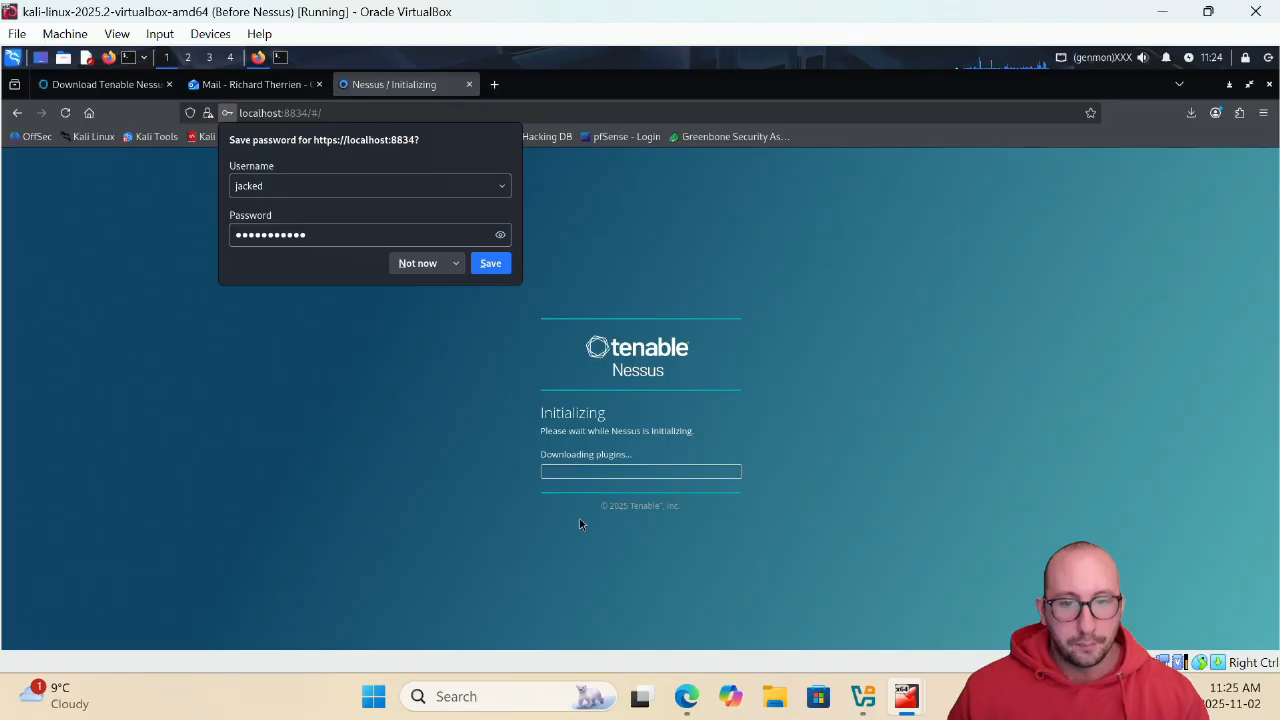 kali-linux-2025.2-virtualbox-amd64 (Before Nessus) [Running] - Oracle VirtualBox
File Machine View Input Devices Help
1 2 3 4 (genmon)XXX 11:24
Download Tenable Nessu Mail - Richard Therrien - Nessus / Initializing
localhost:8834/#/
OffSec Kali Linux Kali Tools Kali Hacking DB pfSense - Login Greenbone Security As…
Save password for https://localhost:8834?
Username
jacked
Password
Not now Save
tenable
Nessus
Initializing
Please wait while Nessus is initializing.
Downloading plugins...
© 2025 Tenable™, Inc.
Right Ctrl
1 9°C
Cloudy
Search
x64
11:25 AM
2025-11-02